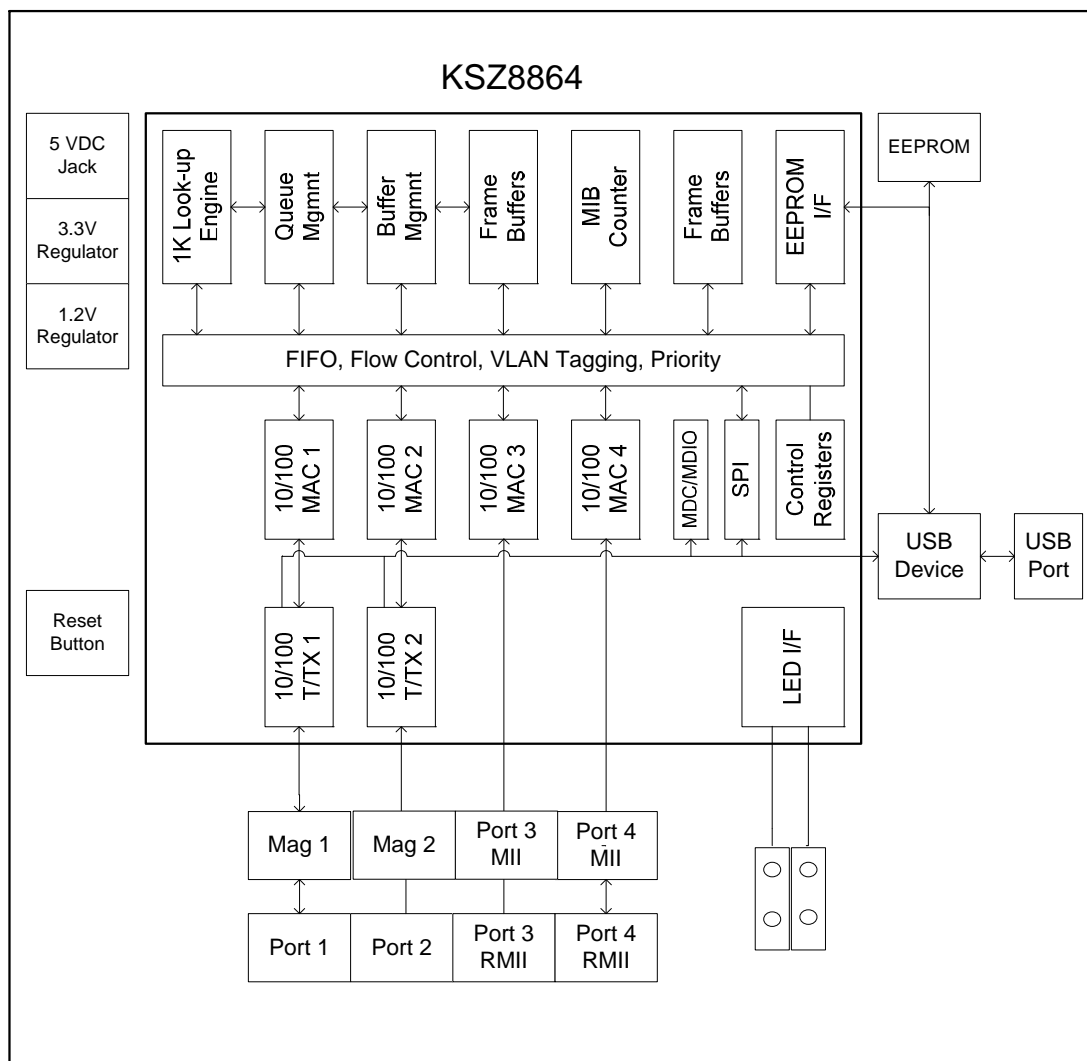 KSZ8864
5 VDC
Jack
3.3V
Regulator
1.2V
Regulator
1K Look-up
Engine
Queue
Mgmnt
Buffer
Mgmnt
Frame
Buffers
MIB
Counter
Frame
Buffers
EEPROM
I/F
EEPROM
FIFO, Flow Control, VLAN Tagging, Priority
10/100
MAC 1
10/100
MAC 2
10/100
MAC 3
10/100
MAC 4
MDC/MDIO
SPI
Control
Registers
USB
Device
USB
Port
Reset
Button
10/100
T/TX 1
10/100
T/TX 2
LED I/F
Mag 1
Mag 2
Port 3
MII
Port 4
MII
Port 1
Port 2
Port 3
RMII
Port 4
RMII